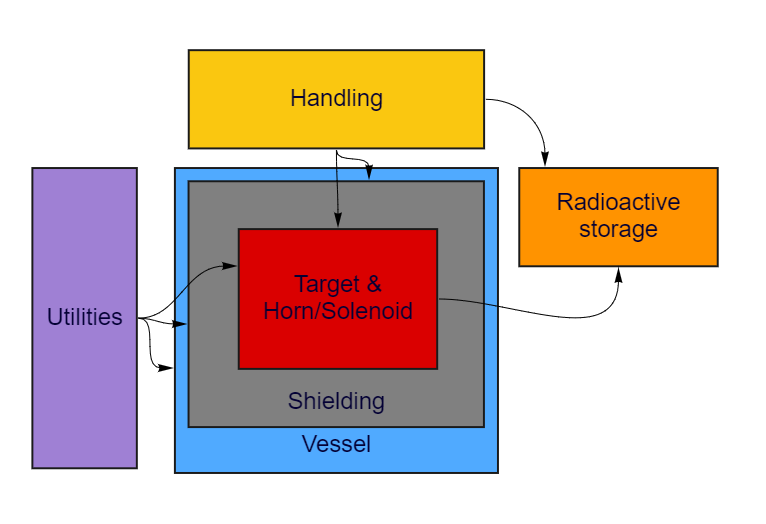 Handling
Radioactive
storage
Utilities
Target &
Horn/Solenoid
Shielding
Vessel